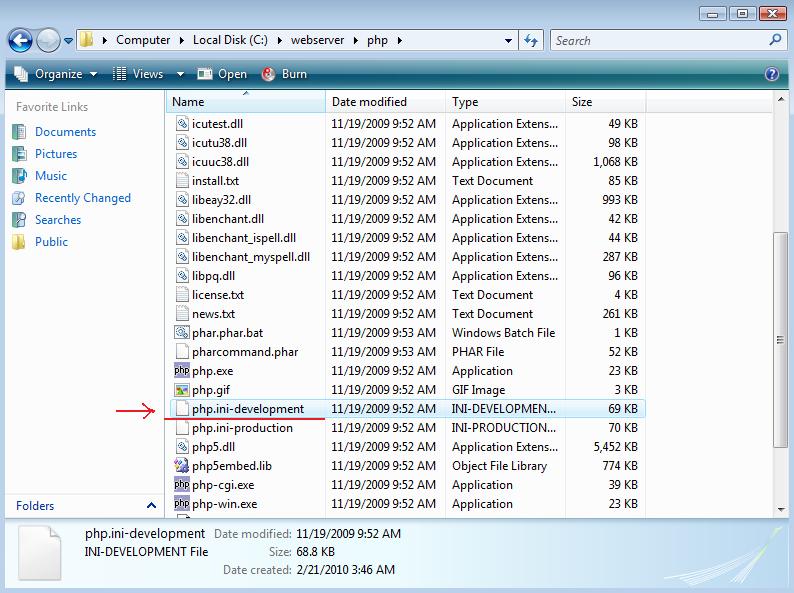 Computer Local Disk (C:) webserver php Search
Organize Views Open Burn
Favorite Links
Documents
Pictures
Music
Recently Changed
Searches
Public
Folders
Name Date modified Type Size
icutest.dll 11/19/2009 9:52 AM Application Extens... 49 KB
icutu38.dll 11/19/2009 9:52 AM Application Extens... 98 KB
icuuc38.dll 11/19/2009 9:52 AM Application Extens... 1,068 KB
install.txt 11/19/2009 9:52 AM Text Document 85 KB
libeay32.dll 11/19/2009 9:52 AM Application Extens... 993 KB
libenchant.dll 11/19/2009 9:52 AM Application Extens... 42 KB
libenchant_ispell.dll 11/19/2009 9:52 AM Application Extens... 44 KB
libenchant_myspell.dll 11/19/2009 9:52 AM Application Extens... 287 KB
libpq.dll 11/19/2009 9:52 AM Application Extens... 96 KB
license.txt 11/19/2009 9:52 AM Text Document 4 KB
news.txt 11/19/2009 9:52 AM Text Document 261 KB
phar.phar.bat 11/19/2009 9:53 AM Windows Batch File 1 KB
pharcommand.phar 11/19/2009 9:53 AM PHAR File 52 KB
php php.exe 11/19/2009 9:52 AM Application 23 KB
php.gif 11/19/2009 9:52 AM GIF Image 3 KB
php.ini-development 11/19/2009 9:52 AM INI-DEVELOPMEN... 69 KB
php.ini-production 11/19/2009 9:52 AM INI-PRODUCTION... 70 KB
php5.dll 11/19/2009 9:52 AM Application Extens... 5,452 KB
php5embed.lib 11/19/2009 9:52 AM Object File Library 774 KB
php php-cgi.exe 11/19/2009 9:52 AM Application 39 KB
php php-win.exe 11/19/2009 9:52 AM Application 23 KB
php.ini-development Date modified: 11/19/2009 9:52 AM
INI-DEVELOPMENT File Size: 68.8 KB
Date created: 2/21/2010 3:46 AM